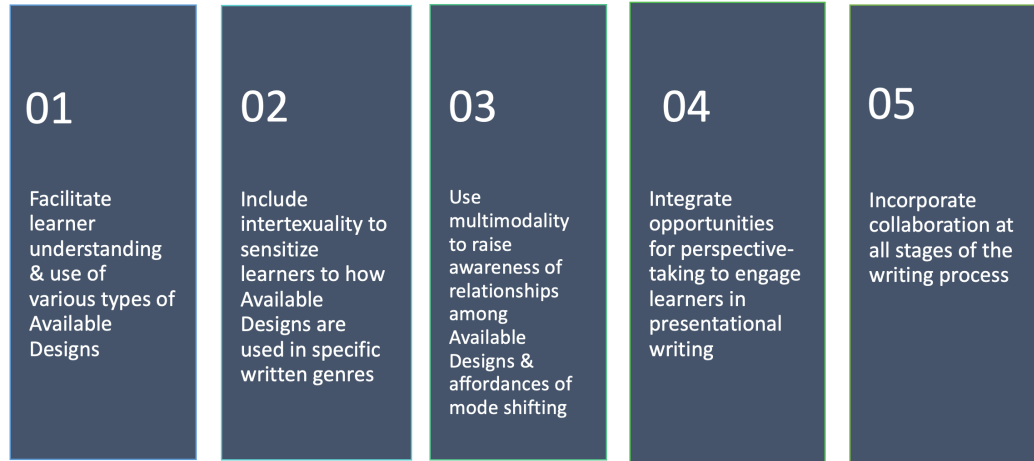 01
Facilitate
learner
understanding
& use of
various types of
Available
Designs
02
Include
intertexuality to
sensitize
learners to how
Available
Designs are
used in specific
written genres
03
Use
multimodality
to raise
awareness of
relationships
among
Available
Designs &
affordances of
mode shifting
04
Integrate
opportunities
for perspective-
taking to engage
learners in
presentational
writing
05
Incorporate
collaboration at
all stages of the
writing process